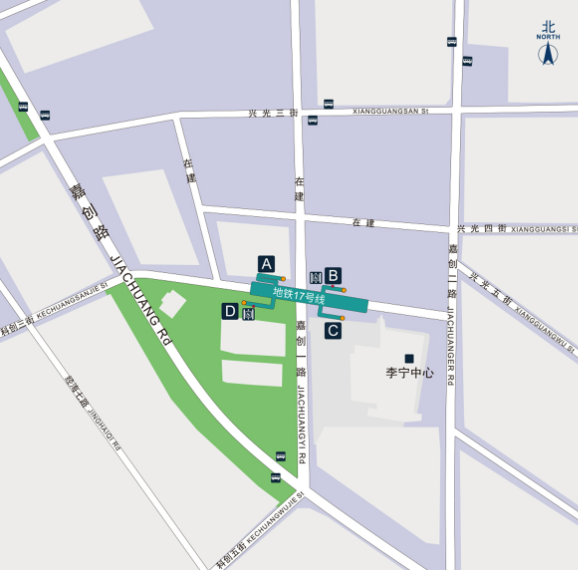 北
NORTH
兴光三街 XIANGGUANGSAN St
在建
在建
在建
嘉创路 JIACHUANG Rd
兴光四街 XIANGGUANGSI St
嘉创二路 JIACHUANGER Rd
兴光五街 XIANGGUANGWU St
A
B
地铁17号线
D
C
科创三街 KECHUANGSANJIE St
嘉创一路 JIACHUANGYI Rd
李宁中心
经海七路 JINGHAIQI Rd
科创五街 KECHUANGWUJIE St